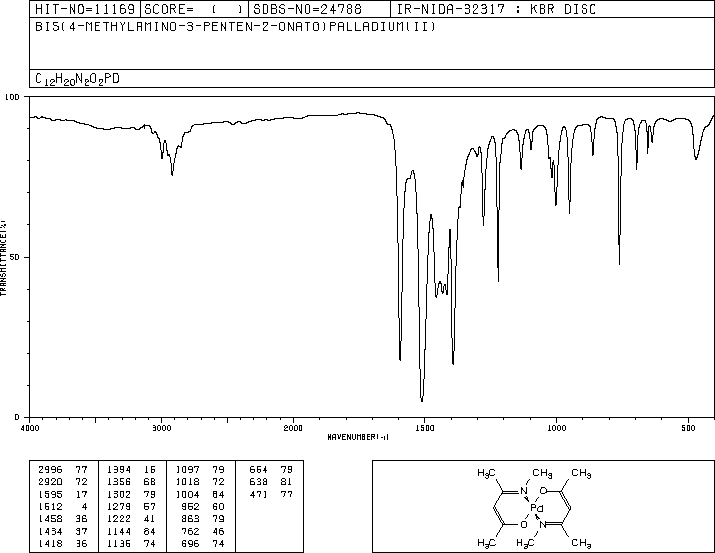 HIT-NO=11169 SCORE= ( ) SDBS-NO=24788 IR-NIDA-32317 : KBR DISC
BIS(4-METHYLAMINO-3-PENTEN-2-ONATO)PALLADIUM(II)
C12H20N2O2PD
100
50
0
TRANSMITTANCE(%)
4000 3000 2000 1500 1000 500
WAVENUMBER(-1)
2996 77 1394 16 1097 79 664 79
2920 72 1356 68 1018 72 638 81
1595 17 1302 79 1004 64 471 77
1512 4 1279 57 952 60
1458 36 1222 41 863 79
1434 37 1144 84 762 46
1418 36 1136 74 696 74
H3C CH3 CH3
N O
Pd
O N
CH3 H3C CH3